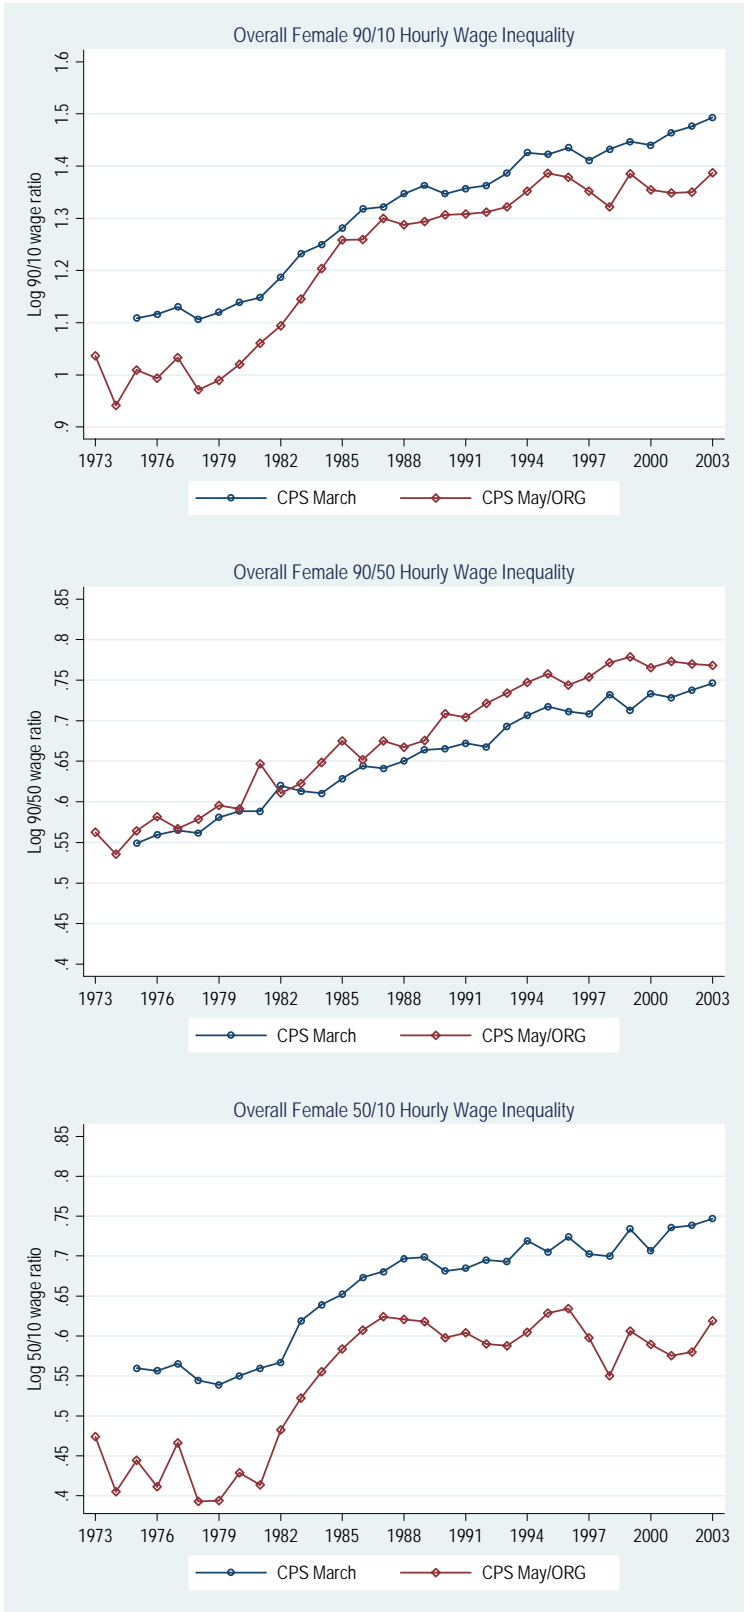 Overall Female 90/10 Hourly Wage Inequality
Log 90/10 wage ratio
1.6
1.5
1.4
1.3
1.2
1.1
1
.9
1973 1976 1979 1982 1985 1988 1991 1994 1997 2000 2003
CPS March CPS May/ORG
Overall Female 90/50 Hourly Wage Inequality
Log 90/50 wage ratio
.85
.8
.75
.7
.65
.6
.55
.5
.45
.4
1973 1976 1979 1982 1985 1988 1991 1994 1997 2000 2003
CPS March CPS May/ORG
Overall Female 50/10 Hourly Wage Inequality
Log 50/10 wage ratio
.85
.8
.75
.7
.65
.6
.55
.5
.45
.4
1973 1976 1979 1982 1985 1988 1991 1994 1997 2000 2003
CPS March CPS May/ORG